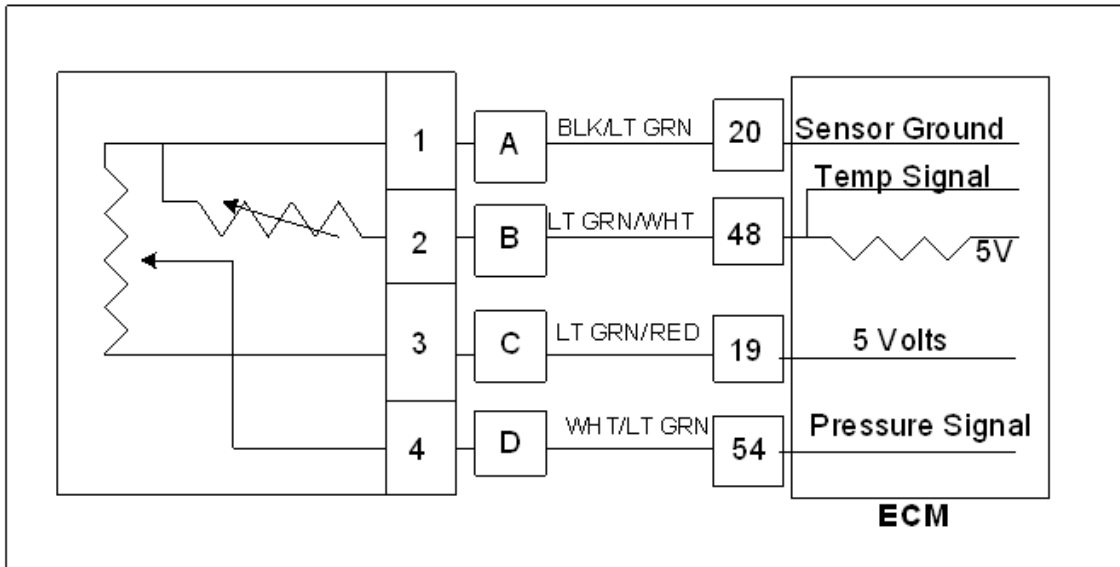 1 A BLK/LT GRN 20 Sensor Ground
Temp Signal
2 B LT GRN/WHT 48 5V
3 C LT GRN/RED 19 5 Volts
4 D WHT/LT GRN 54 Pressure Signal
ECM